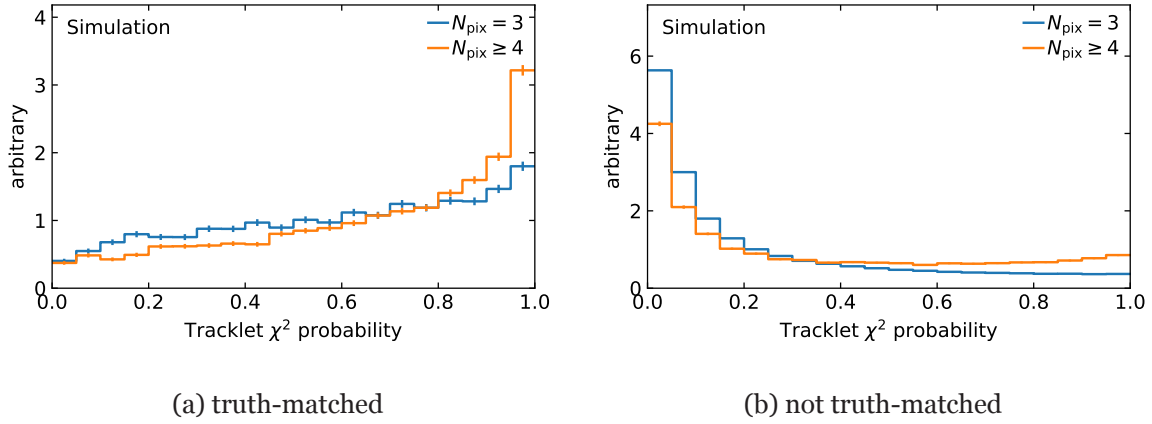 4
3
2
1
0
arbitrary
Simulation
N_pix = 3
N_pix ≥ 4
0.0 0.2 0.4 0.6 0.8 1.0
Tracklet χ² probability
(a) truth-matched
6
4
2
0
arbitrary
Simulation
N_pix = 3
N_pix ≥ 4
0.0 0.2 0.4 0.6 0.8 1.0
Tracklet χ² probability
(b) not truth-matched